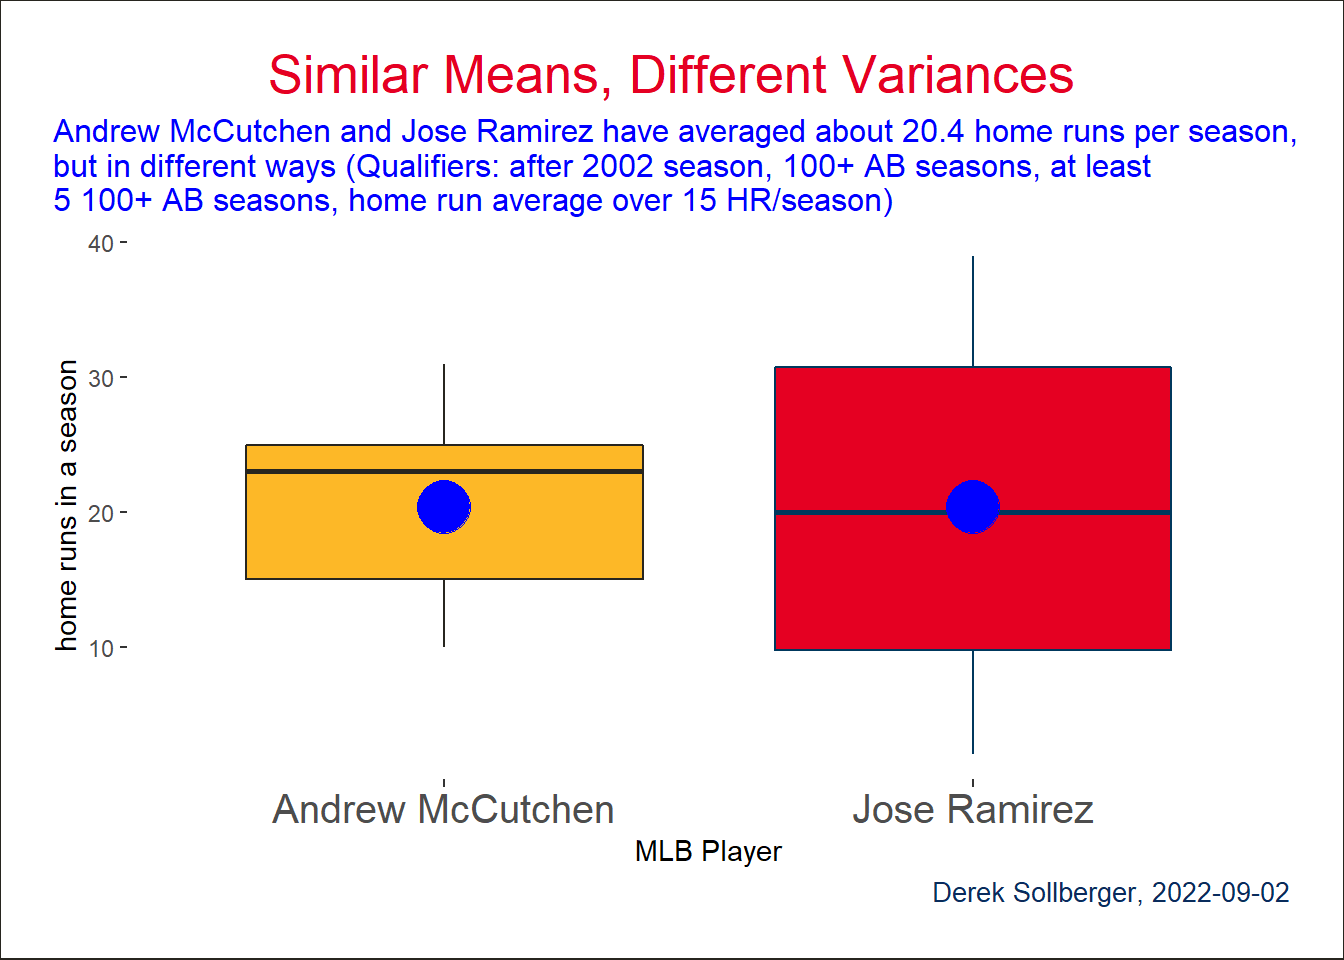 Similar Means, Different Variances
Andrew McCutchen and Jose Ramirez have averaged about 20.4 home runs per season,
but in different ways (Qualifiers: after 2002 season, 100+ AB seasons, at least
5 100+ AB seasons, home run average over 15 HR/season)
40
30
20
10
home runs in a season
Andrew McCutchen
Jose Ramirez
MLB Player
Derek Sollberger, 2022-09-02